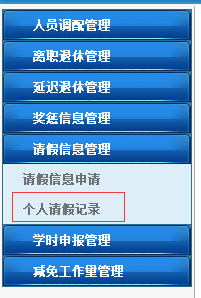 人员调配管理
离职退休管理
延迟退休管理
奖惩信息管理
请假信息管理
请假信息申请
个人请假记录
学时申报管理
减免工作量管理